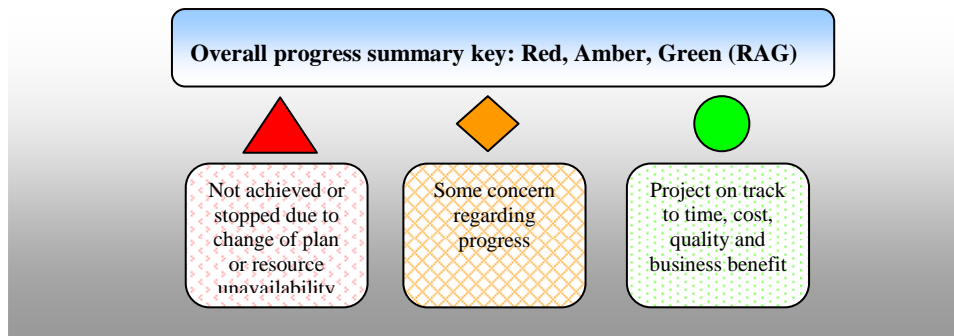 Overall progress summary key: Red, Amber, Green (RAG)
Not achieved or
stopped due to
change of plan
or resource
unavailability
Some concern
regarding
progress
Project on track
to time, cost,
quality and
business benefit